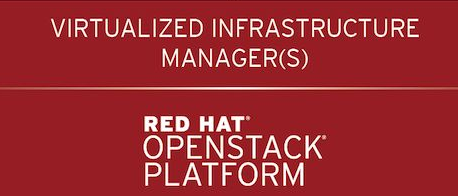 VIRTUALIZED INFRASTRUCTURE
MANAGER(S)
RED HAT®
OPENSTACK®
PLATFORM